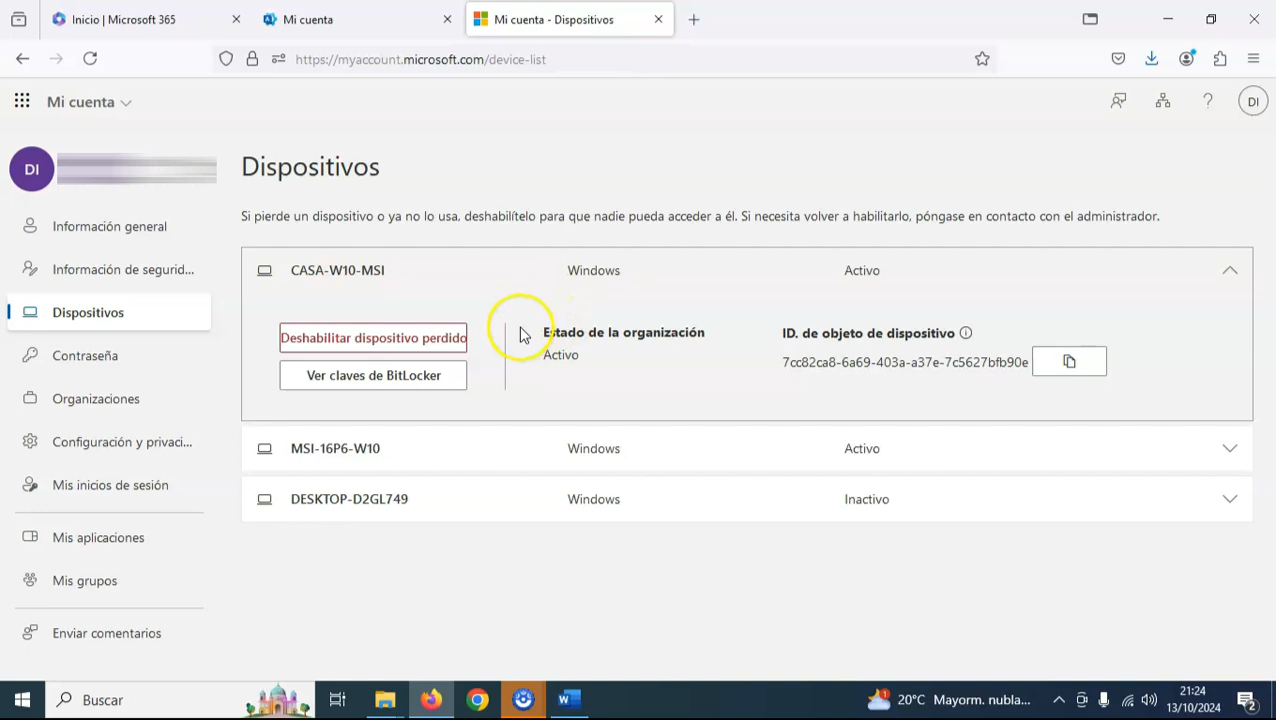 Inicio | Microsoft 365
Mi cuenta
Mi cuenta - Dispositivos
https://myaccount.microsoft.com/device-list
Mi cuenta
DI
DI
Dispositivos
Si pierde un dispositivo o ya no lo usa, deshabilítelo para que nadie pueda acceder a él. Si necesita volver a habilitarlo, póngase en contacto con el administrador.
Información general
Información de segurid...
Dispositivos
Contraseña
Organizaciones
Configuración y privaci...
Mis inicios de sesión
Mis aplicaciones
Mis grupos
Enviar comentarios
CASA-W10-MSI Windows Activo
Deshabilitar dispositivo perdido
Ver claves de BitLocker
Estado de la organización
Activo
ID. de objeto de dispositivo
7cc82ca8-6a69-403a-a37e-7c5627bfb90e
MSI-16P6-W10 Windows Activo
DESKTOP-D2GL749 Windows Inactivo
Buscar
1
20°C Mayorm. nubla...
21:24
13/10/2024
2